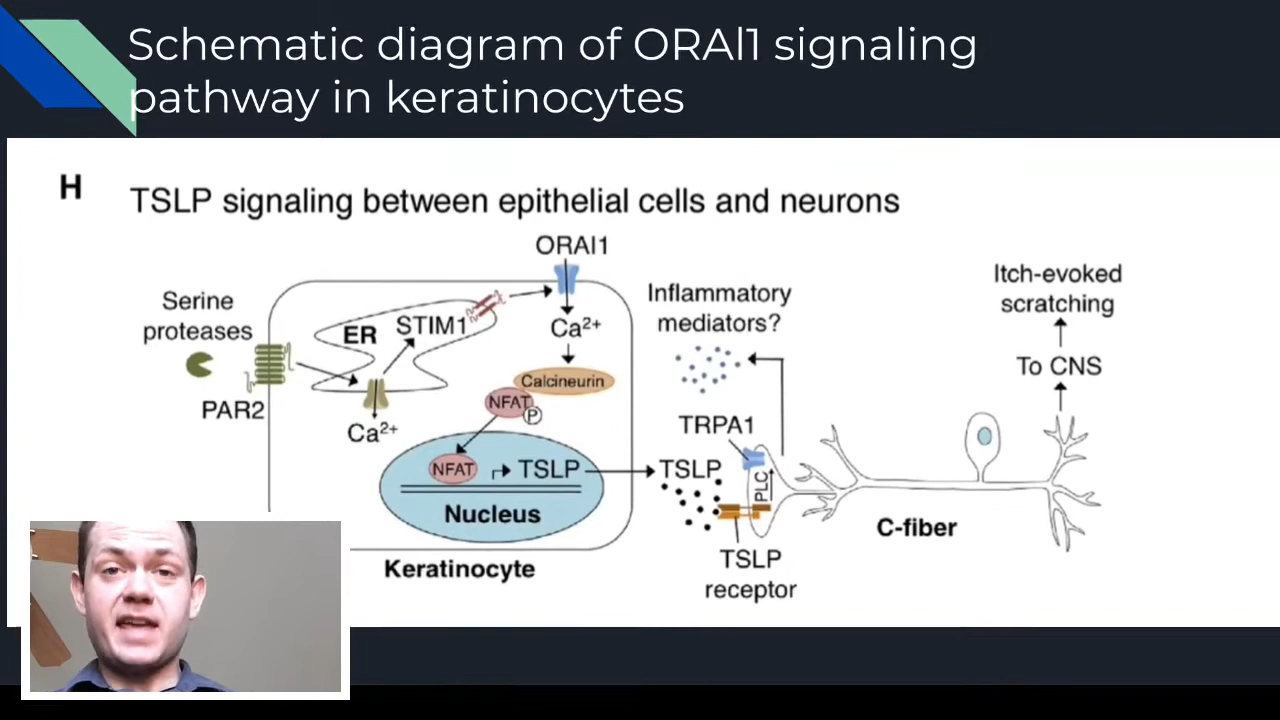 Schematic diagram of ORAl1 signaling
pathway in keratinocytes
H
TSLP signaling between epithelial cells and neurons
ORAI1
Serine
proteases
PAR2
ER
STIM1
Ca2+
Ca2+
Calcineurin
NFAT
P
NFAT
TSLP
Nucleus
Keratinocyte
Inflammatory
mediators?
TRPA1
TSLP
PLC
TSLP
receptor
C-fiber
Itch-evoked
scratching
To CNS